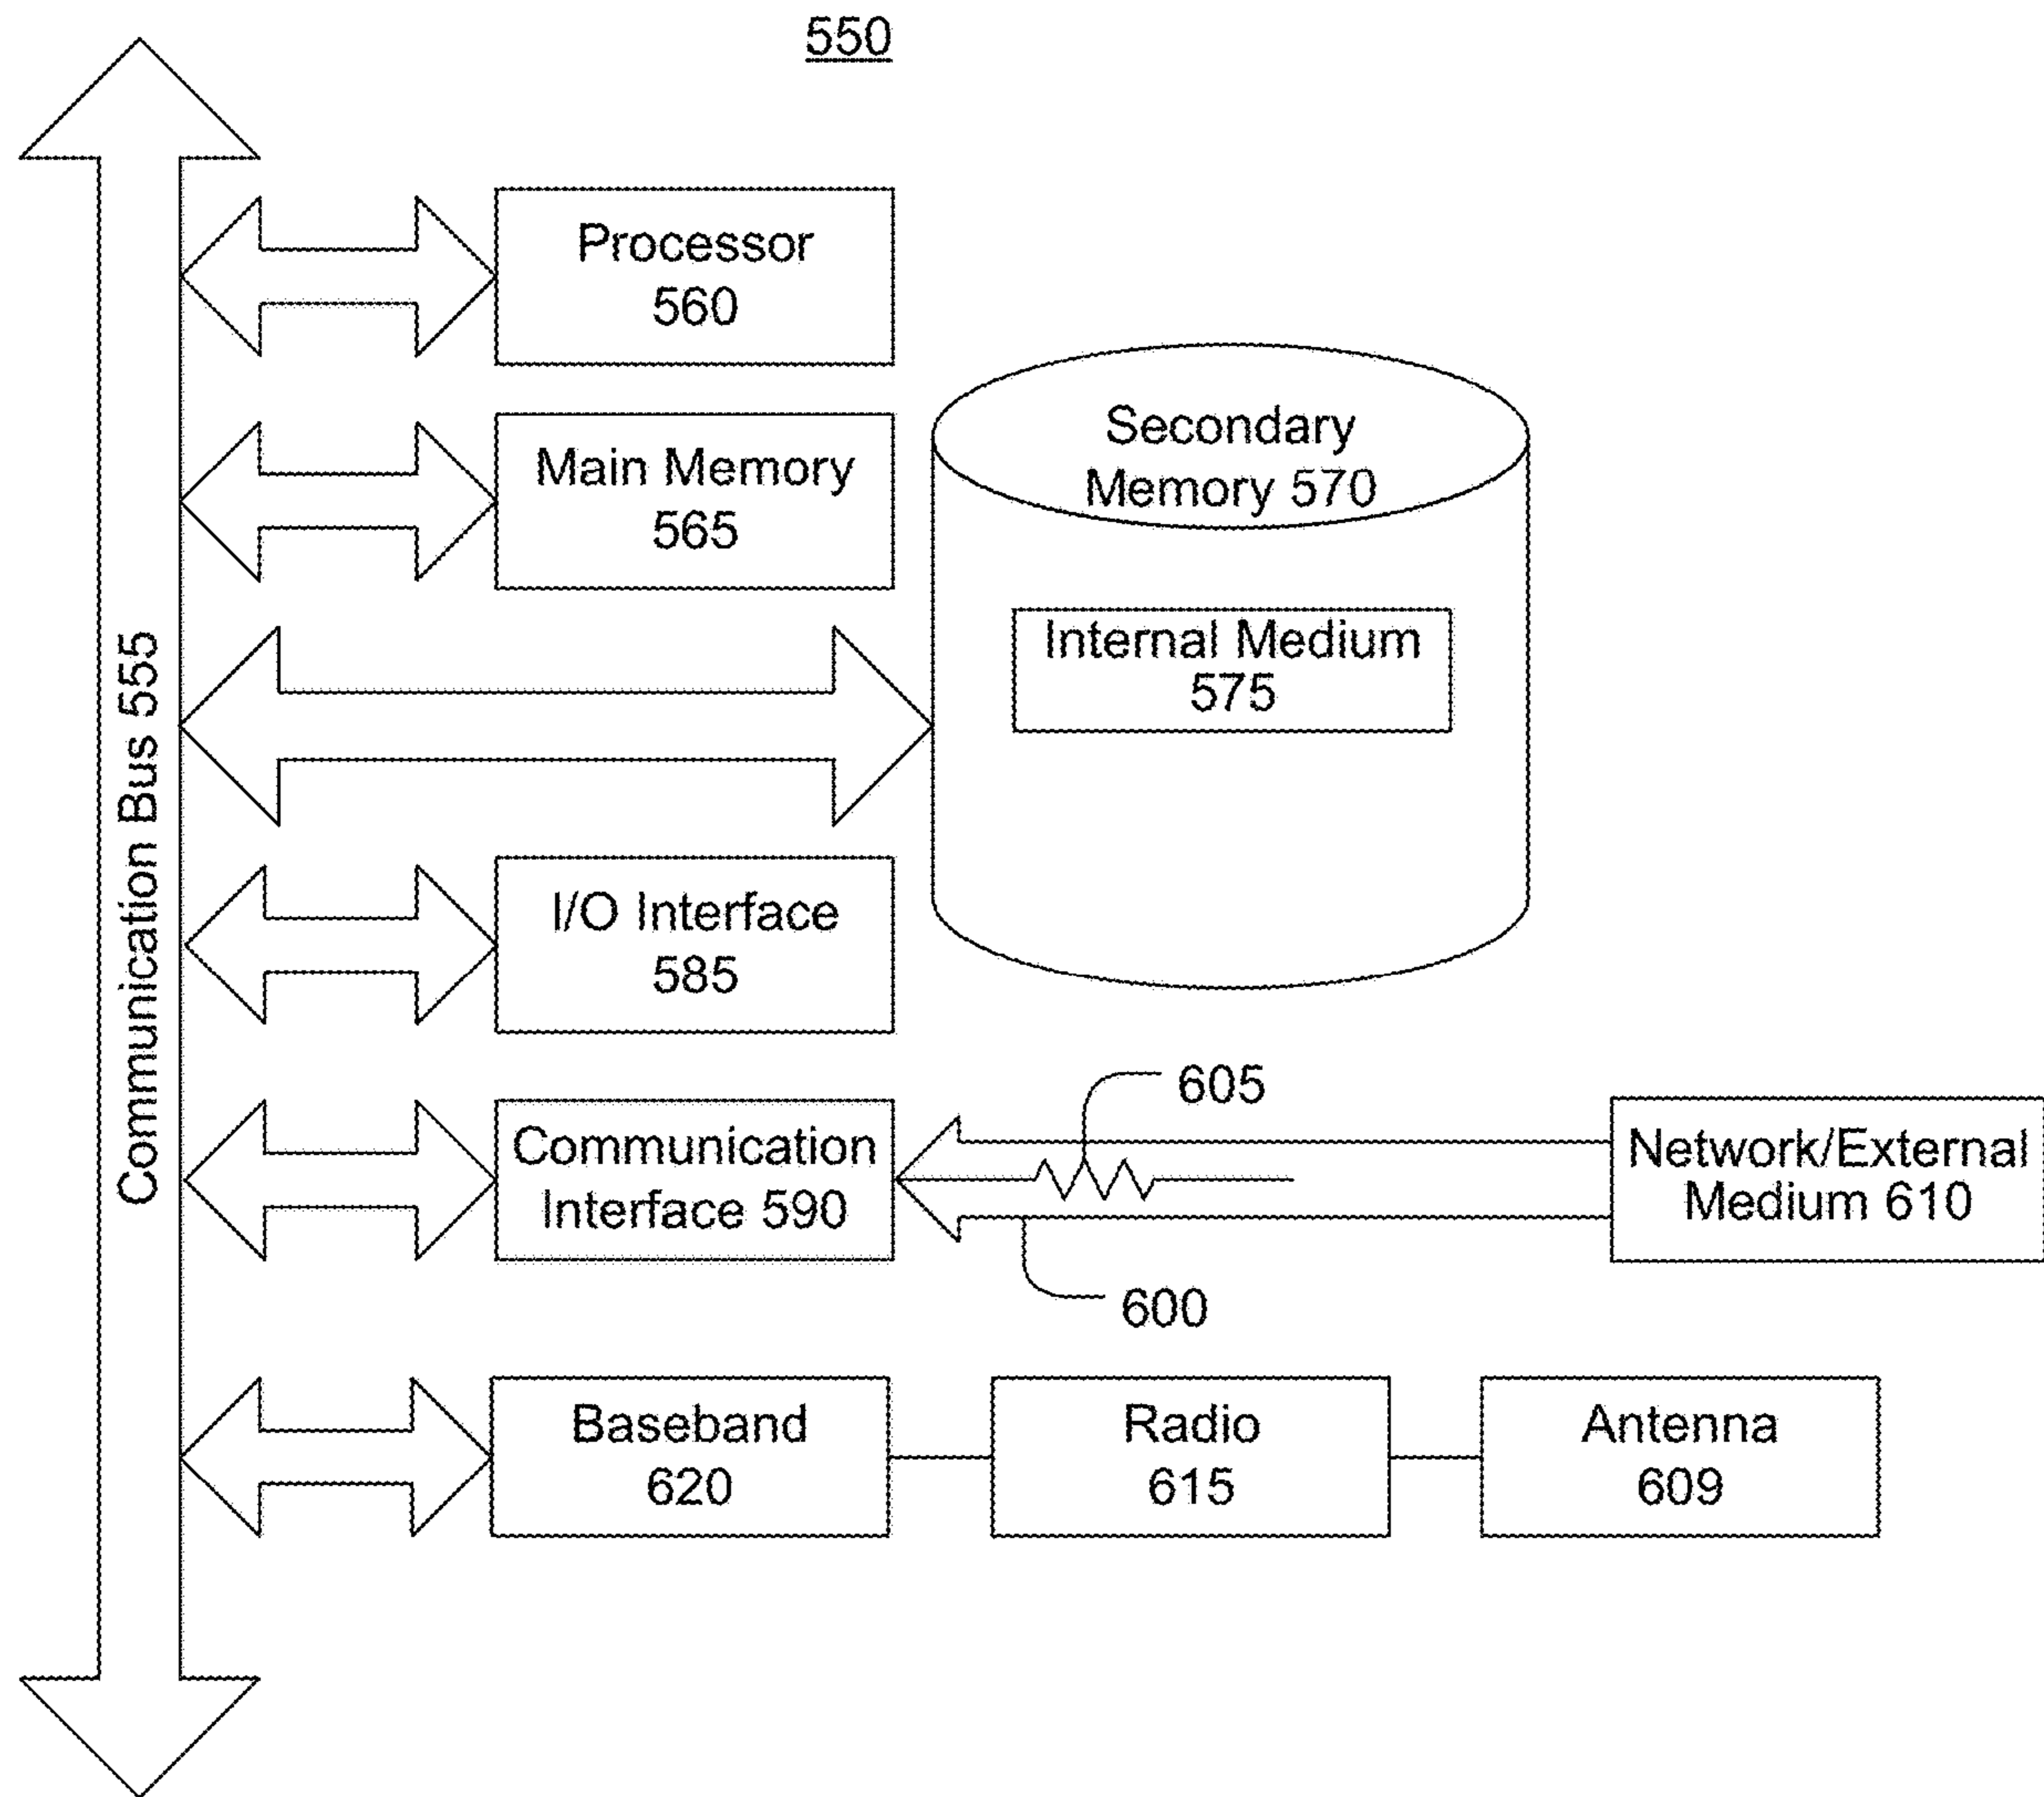 550
Communication Bus 555
Processor
560
Main Memory
565
Secondary
Memory 570
Internal Medium
575
I/O Interface
585
Communication
Interface 590
605
600
Network/External
Medium 610
Baseband
620
Radio
615
Antenna
609